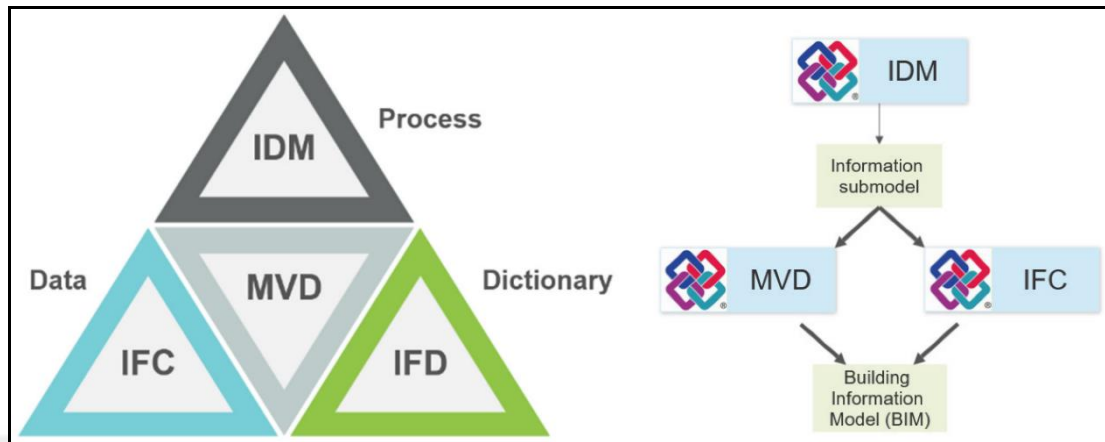 IDM
Process
Data
MVD
Dictionary
IFC
IFD
IDM
®
Information
submodel
MVD
®
IFC
®
Building
Information
Model (BIM)